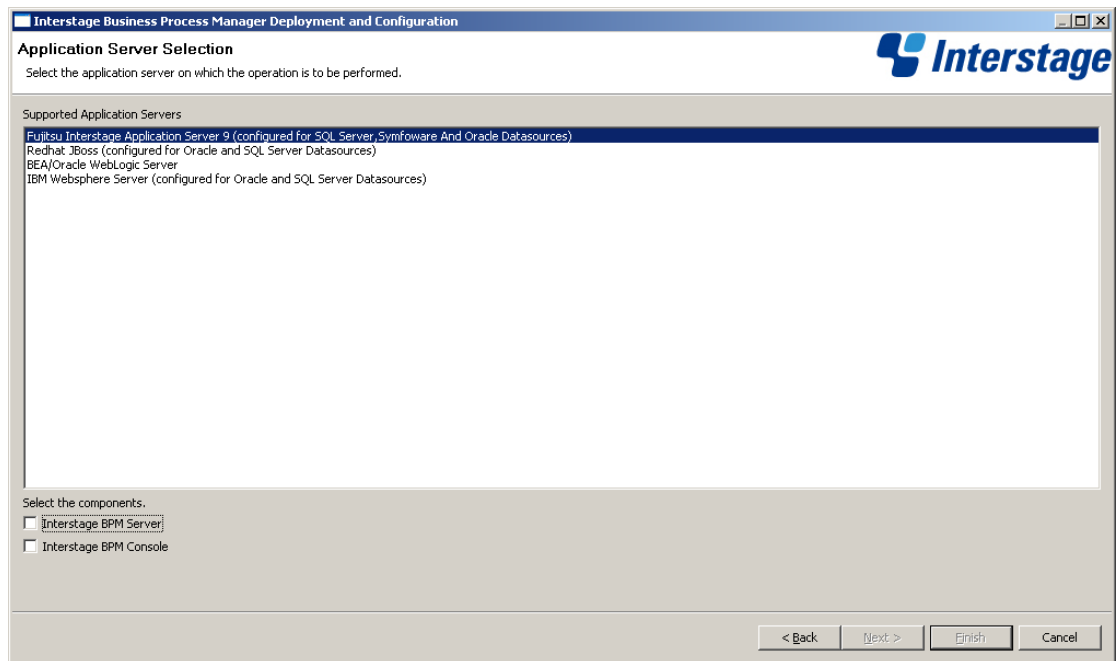 Interstage Business Process Manager Deployment and Configuration
Application Server Selection
Select the application server on which the operation is to be performed.
Interstage
Supported Application Servers
Fujitsu Interstage Application Server 9 (configured for SQL Server,Symfoware And Oracle Datasources)
Redhat JBoss (configured for Oracle and SQL Server Datasources)
BEA/Oracle WebLogic Server
IBM Websphere Server (configured for Oracle and SQL Server Datasources)
Select the components.
Interstage BPM Server
Interstage BPM Console
< Back Next > Finish Cancel